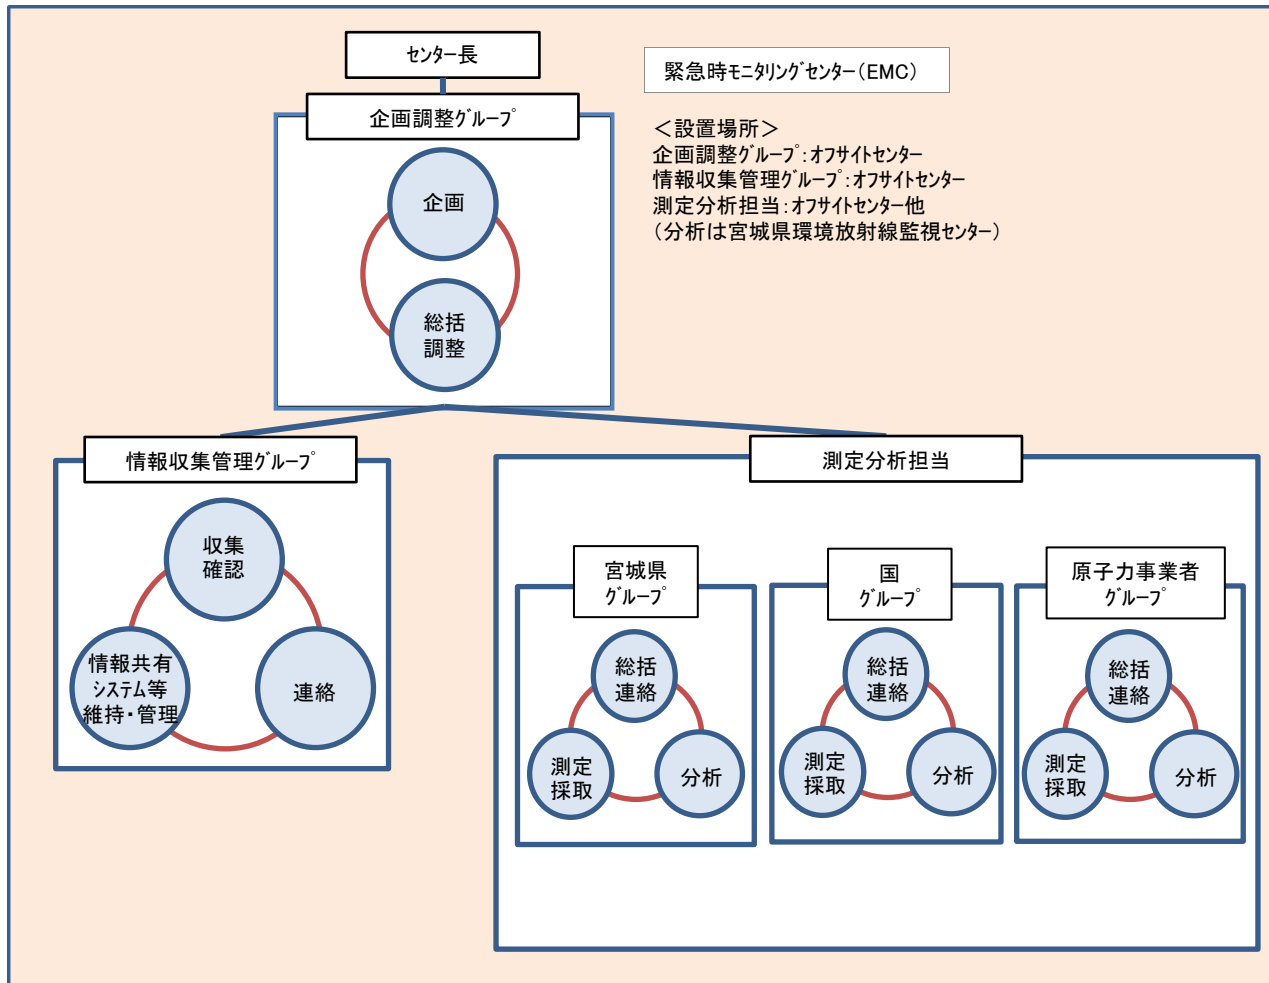 センター長
緊急時ﾓﾆﾀﾘﾝｸﾞセンター(EMC)
企画調整ｸﾞﾙｰﾌﾟ
＜設置場所＞
企画調整ｸﾞﾙｰﾌﾟ:ｵﾌｻｲﾄｾﾝﾀｰ
情報収集管理ｸﾞﾙｰﾌﾟ:ｵﾌｻｲﾄｾﾝﾀｰ
測定分析担当:ｵﾌｻｲﾄｾﾝﾀｰ他
(分析は宮城県環境放射線監視ｾﾝﾀｰ)
企画
総括
調整
情報収集管理ｸﾞﾙｰﾌﾟ
収集
確認
情報共有
ｼｽﾃﾑ等
維持・管理
連絡
測定分析担当
宮城県
ｸﾞﾙｰﾌﾟ
総括
連絡
測定
採取
分析
国
ｸﾞﾙｰﾌﾟ
総括
連絡
測定
採取
分析
原子力事業者
ｸﾞﾙｰﾌﾟ
総括
連絡
測定
採取
分析